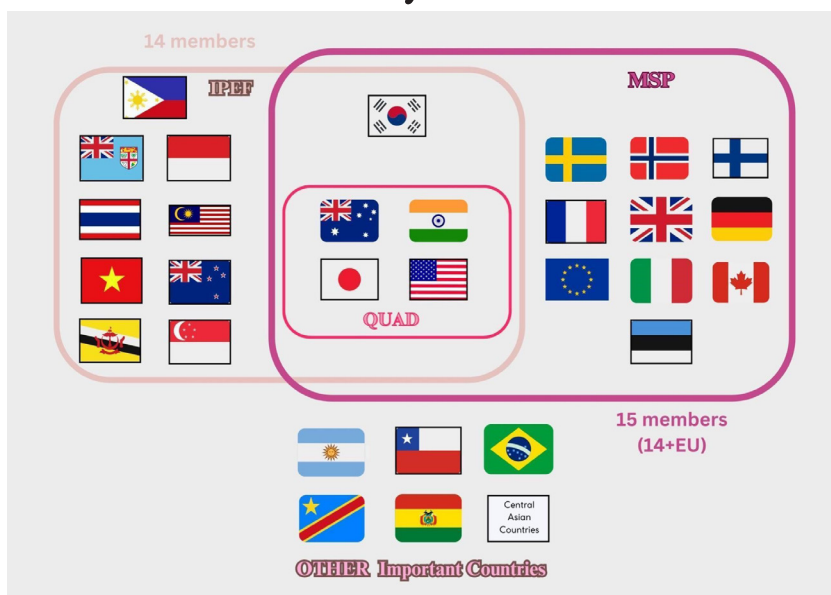 14 members
IPEF
MSP
QUAD
15 members
(14+EU)
Central
Asian
Countries
OTHER Important Countries